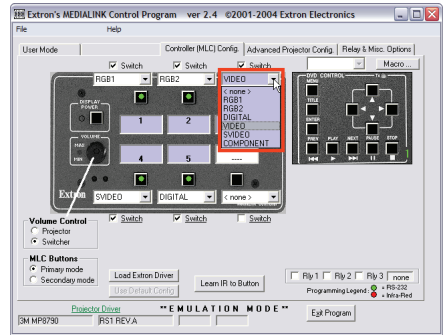 Extron's MEDIALINK Control Program ver 2.4 ©2001-2004 Extron Electronics
File Help
User Mode Controller (MLC) Config. Advanced Projector Config. Relay & Misc. Options
Switch Switch Switch Macro ...
RGB1 RGB2 VIDEO
< none >
RGB1
RGB2
DIGITAL
VIDEO
SVIDEO
COMPONENT
DISPLAY
POWER
1 2
VOLUME
MAX
MIN
4 5 ----
Extron
SVIDEO DIGITAL < none >
Switch Switch Switch
DVD CONTROL
MENU
TITLE
ENTER
PREV PLAY NEXT PAUSE STOP
Volume Control
Projector
Switcher
MLC Buttons
Primary mode
Secondary mode
Load Extron Driver
Use Default Config
Learn IR to Button
Rly 1 Rly 2 Rly 3 none
Programming Legend: = RS-232
= Infra-Red
Projector Driver **EMULATION MODE**
3M MP8790 RS1 REV.A
Exit Program